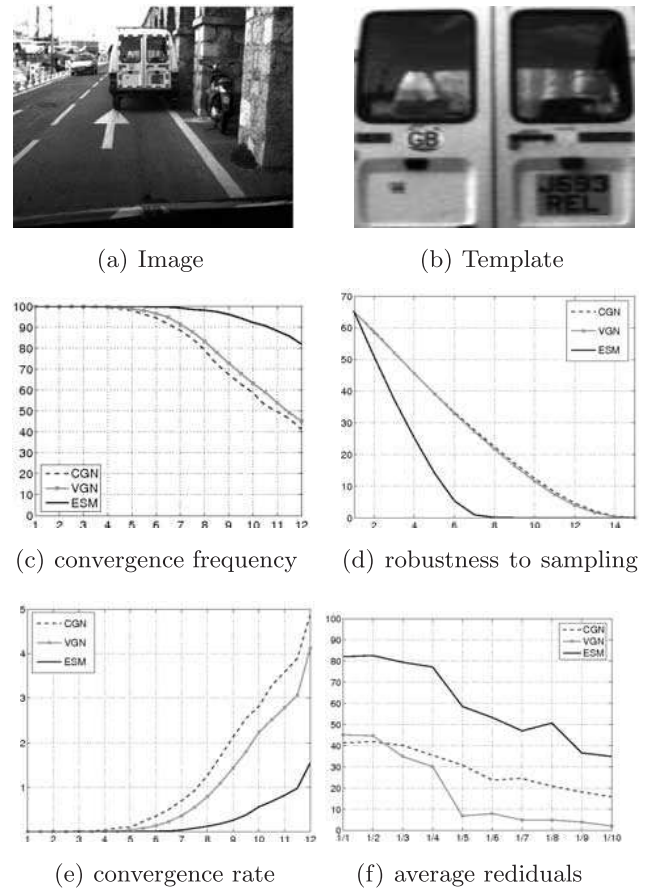 (a) Image
GB
J693
REL
(b) Template
100
90
80
70
60
50
40
30
20
10
0
CGN
VGN
ESM
1 2 3 4 5 6 7 8 9 10 11 12
(c) convergence frequency
70
60
50
40
30
20
10
0
CGN
VGN
ESM
2 4 6 8 10 12 14
(d) robustness to sampling
5
4
3
2
1
CGN
VGN
ESM
1 2 3 4 5 6 7 8 9 10 11 12
(e) convergence rate
100
90
80
70
60
50
40
30
20
10
0
CGN
VGN
ESM
1/1 1/2 1/3 1/4 1/5 1/6 1/7 1/8 1/9 1/10
(f) average rediduals